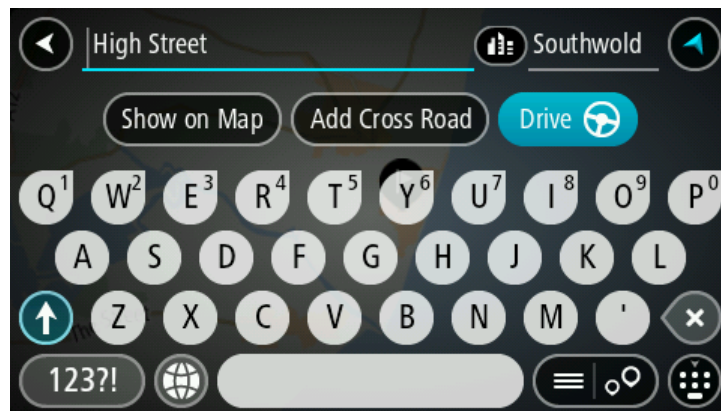 High Street Southwold
Show on Map Add Cross Road Drive
Q1 W2 E3 R4 T5 Y6 U7 I8 O9 P0
A S D F G H J K L
Z X C V B N M '
123?!